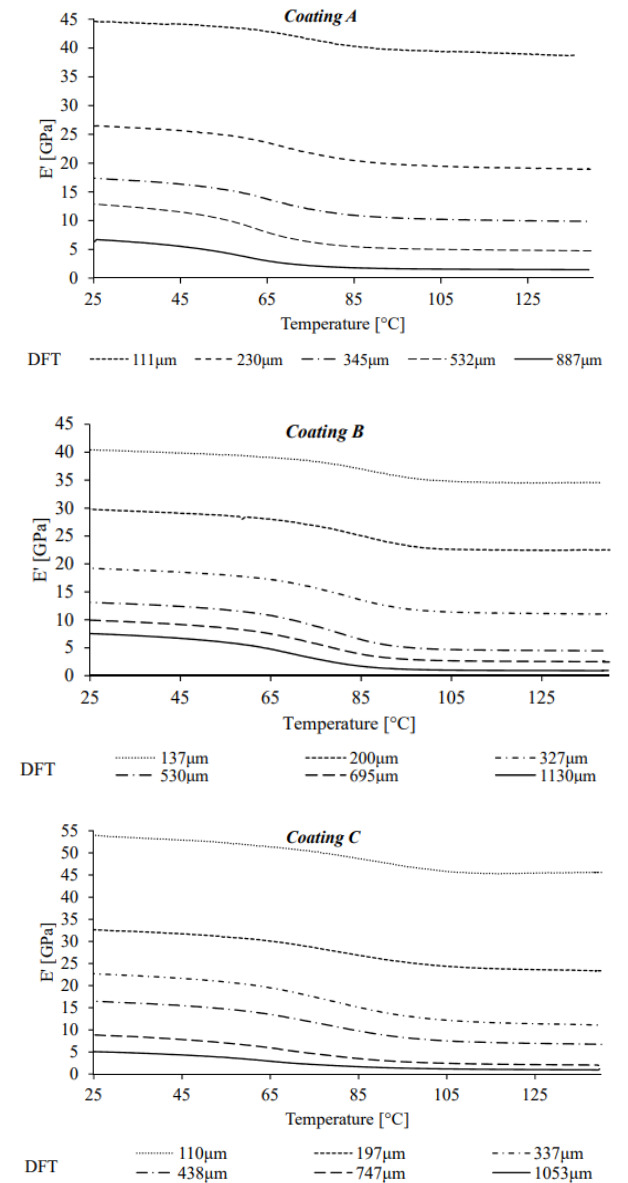 Coating A
45
40
35
30
25
20
15
10
5
0
E' [GPa]
25 45 65 85 105 125
Temperature [°C]
DFT 111μm 230μm 345μm 532μm 887μm
Coating B
45
40
35
30
25
20
15
10
5
0
E' [GPa]
25 45 65 85 105 125
Temperature [°C]
DFT
137μm 200μm 327μm
530μm 695μm 1130μm
Coating C
55
50
45
40
35
30
25
20
15
10
5
0
E' [GPa]
25 45 65 85 105 125
Temperature [°C]
DFT
110μm 197μm 337μm
438μm 747μm 1053μm